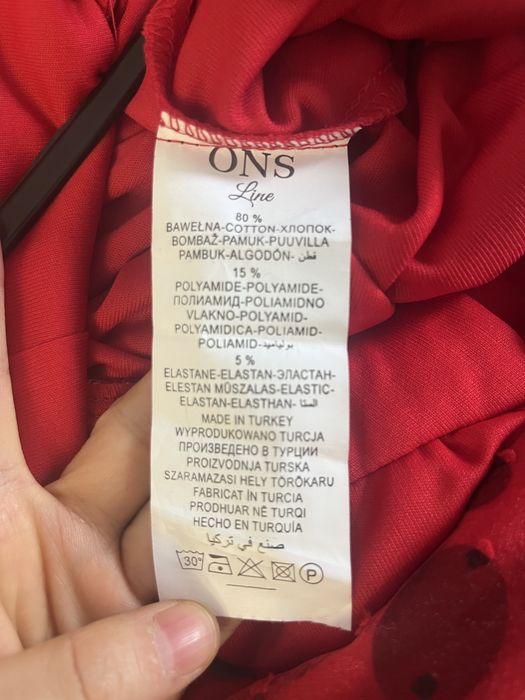 ONS
Line
80 %
BAWEŁNA-COTTON-ХЛОПОК-
BOMBAŽ-PAMUK-PUUVILLA
PAMBUK-ALGODÓN- قطن
15 %
POLYAMIDE-POLYAMIDE-
ПОЛИАМИД-POLIAMIDNO
VLAKNO-POLYAMID-
POLYAMIDICA-POLIAMID-
POLIAMID-بولياميد
5 %
ELASTANE-ELASTAN-ЭЛАСТАН-
ELESTAN MÜSZALAS-ELASTIC-
ELASTAN-ELASTHAN-
MADE IN TURKEY
WYPRODUKOWANO TURCJA
ПРОИЗВЕДЕНО В ТУРЦИИ
PROIZVODNJA TURSKA
SZARAMAZASI HELY TÖRÖKARU
FABRICAT ÎN TURCIA
PRODHUAR NË TURQI
HECHO EN TURQUÍA
صنع في تركيا
30° P